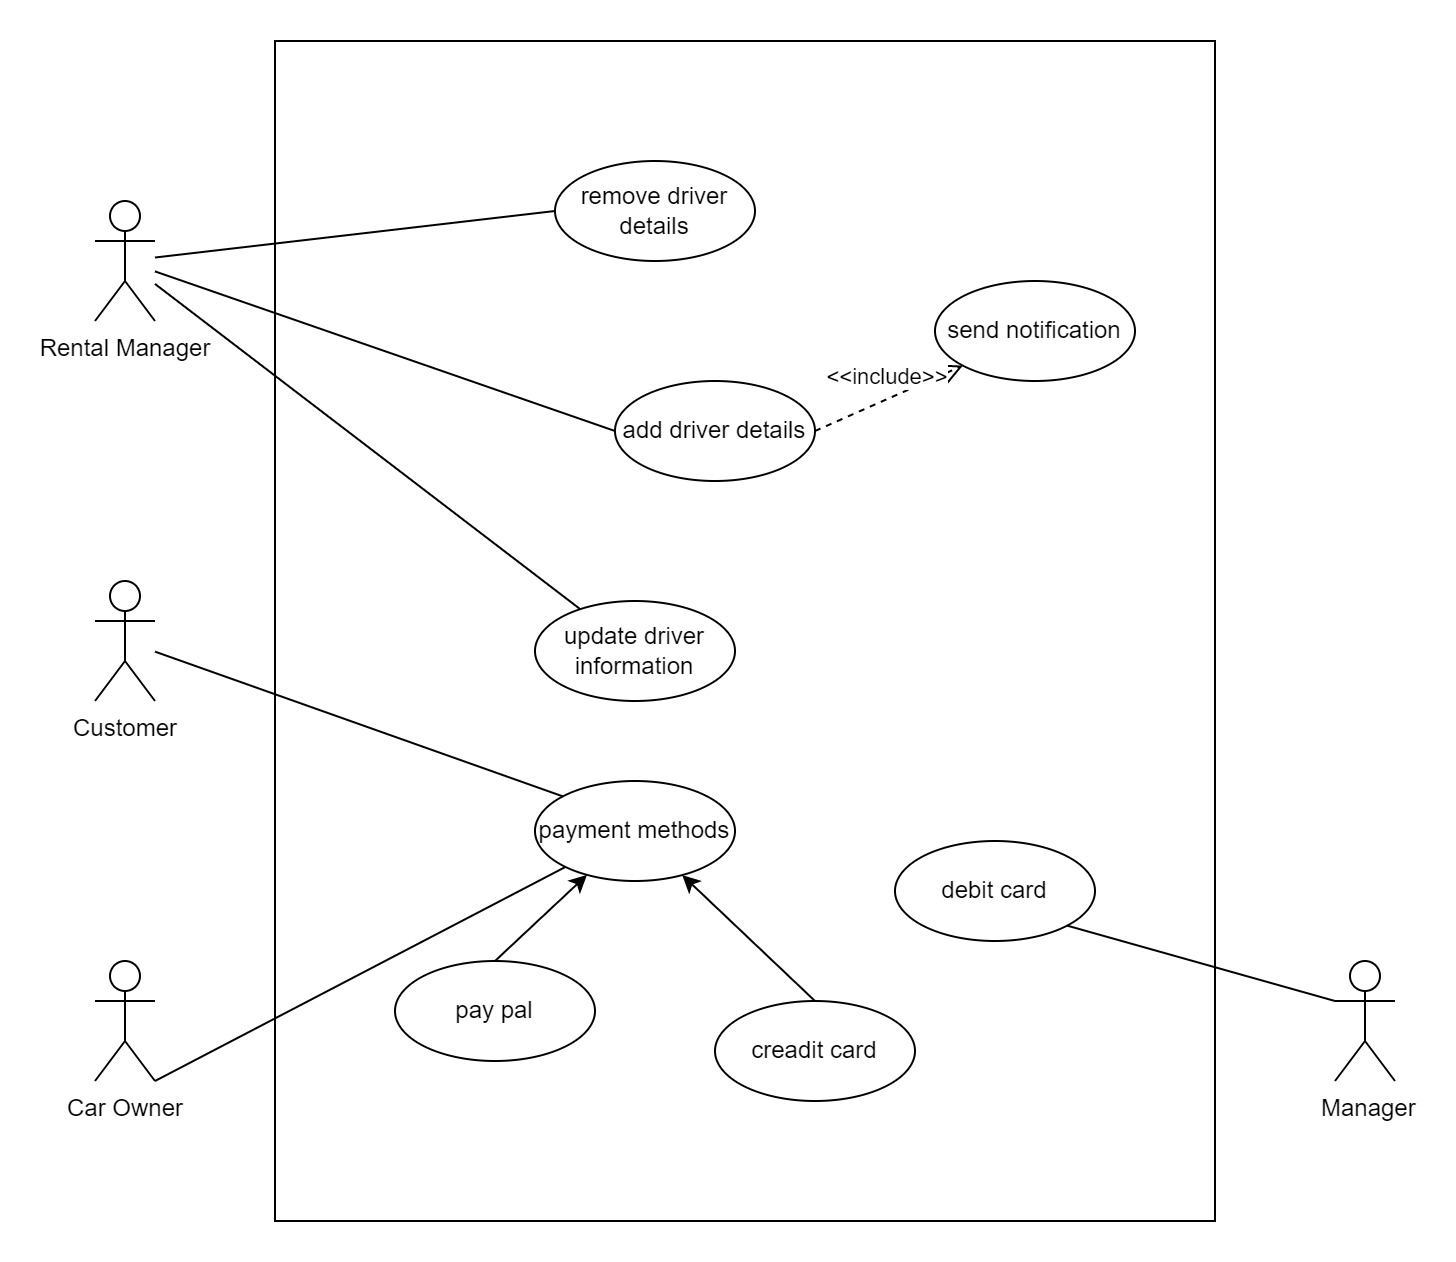 remove driver
details
Rental Manager
send notification
<<include>>
add driver details
update driver
information
Customer
payment methods
debit card
pay pal
creadit card
Car Owner
Manager